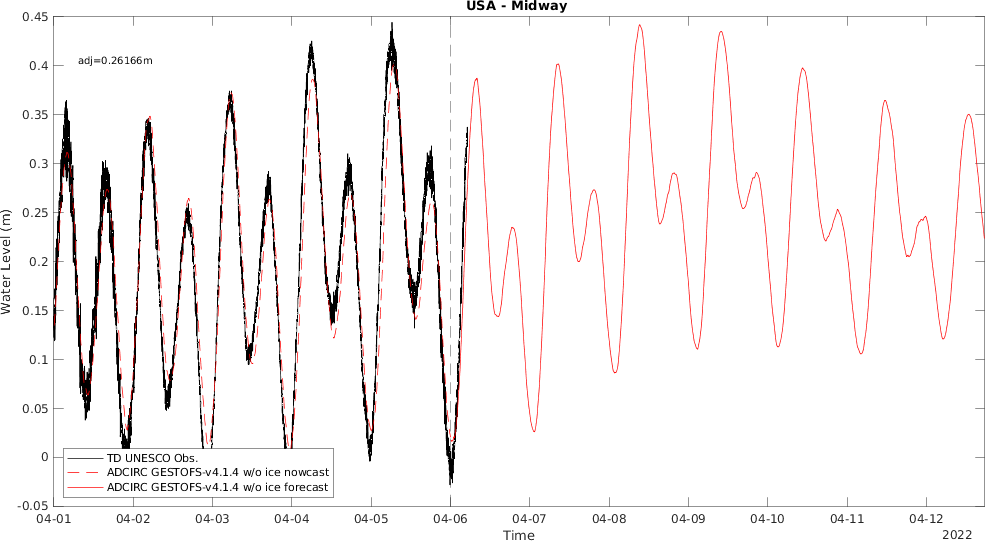 USA - Midway
0.45
0.4
0.35
0.3
0.25
0.2
0.15
0.1
0.05
0
-0.05
Water Level (m)
adj=0.26166m
TD UNESCO Obs.
ADCIRC GESTOFS-v4.1.4 w/o ice nowcast
ADCIRC GESTOFS-v4.1.4 w/o ice forecast
04-01 04-02 04-03 04-04 04-05 04-06 04-07 04-08 04-09 04-10 04-11 04-12
Time
2022